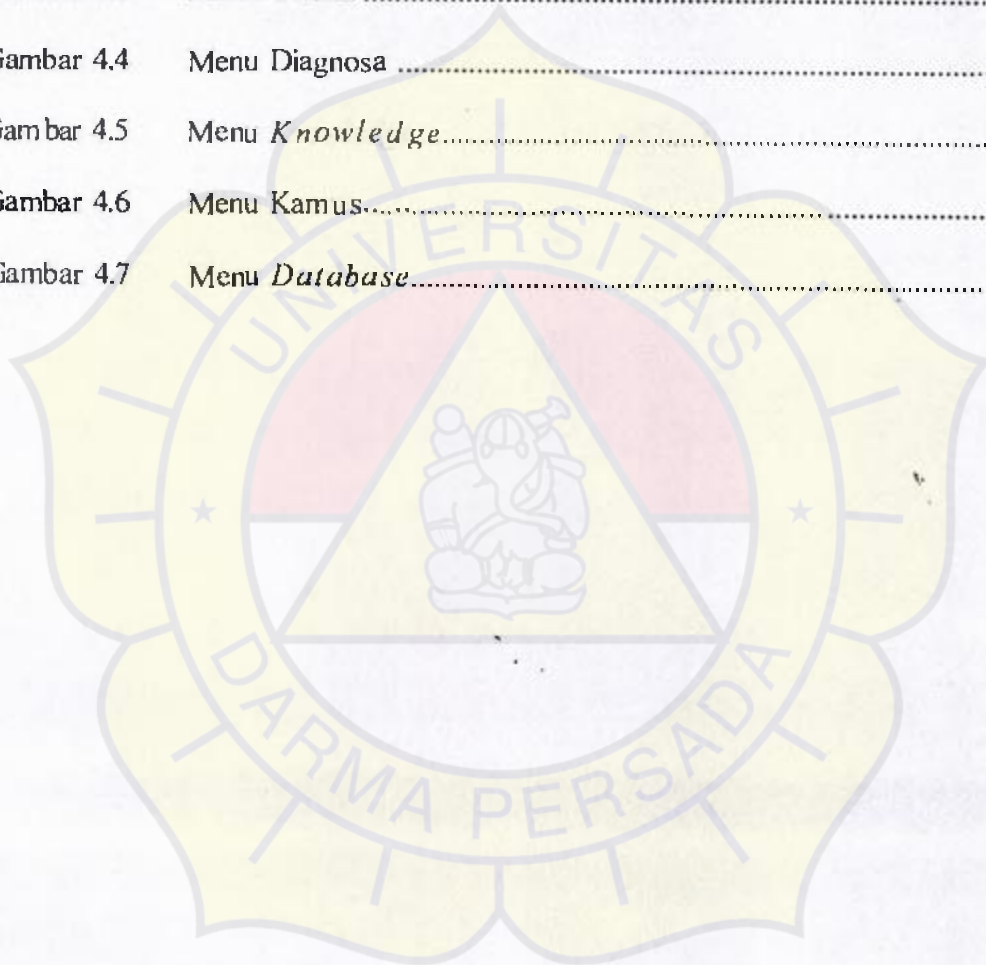 Gambar 4.4 Menu Diagnosa ................................................
Gambar 4.5 Menu Knowledge................................................
Gambar 4.6 Menu Kamus................................................
Gambar 4.7 Menu Database................................................
UNIVERSITAS
DARMA PERSADA